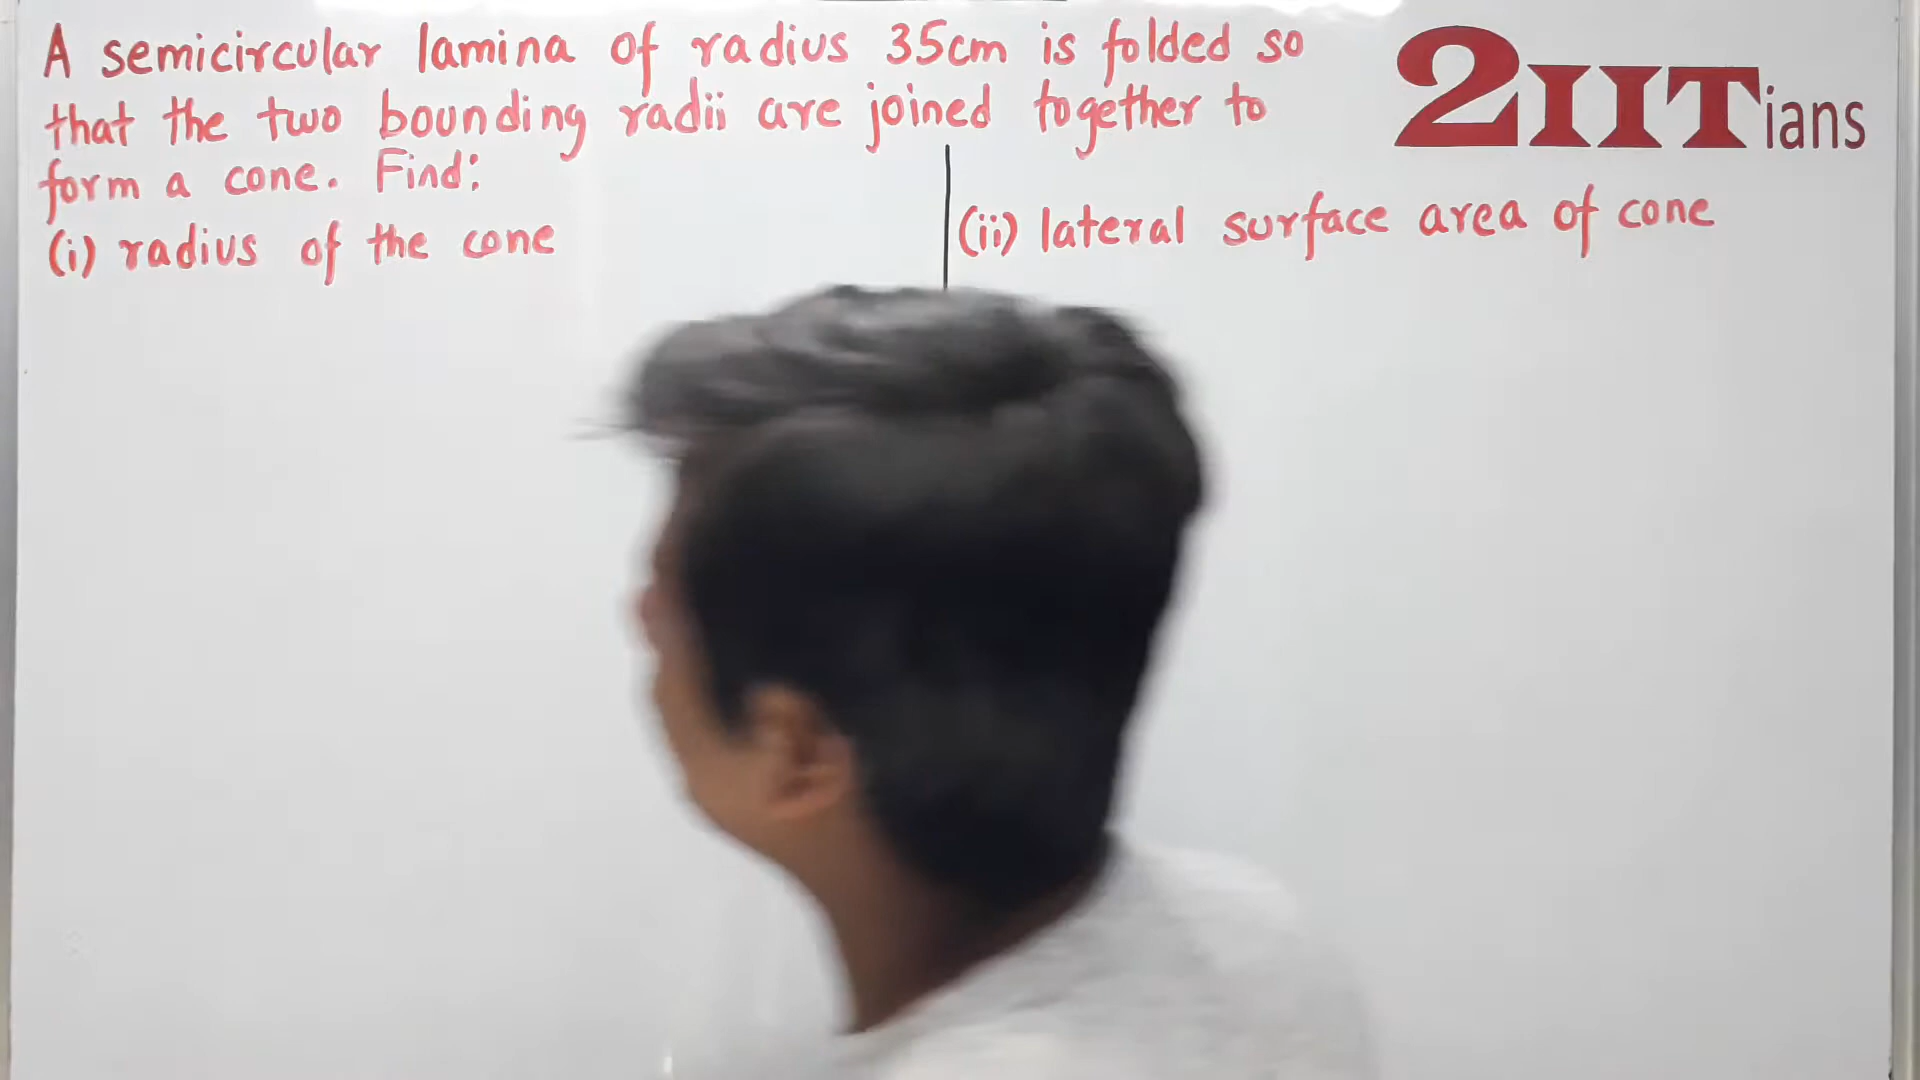 A semicircular lamina of radius 35cm is folded so
that the two bounding radii are joined together to
form a cone. Find:
(i) radius of the cone
(ii) lateral surface area of cone
2IITians